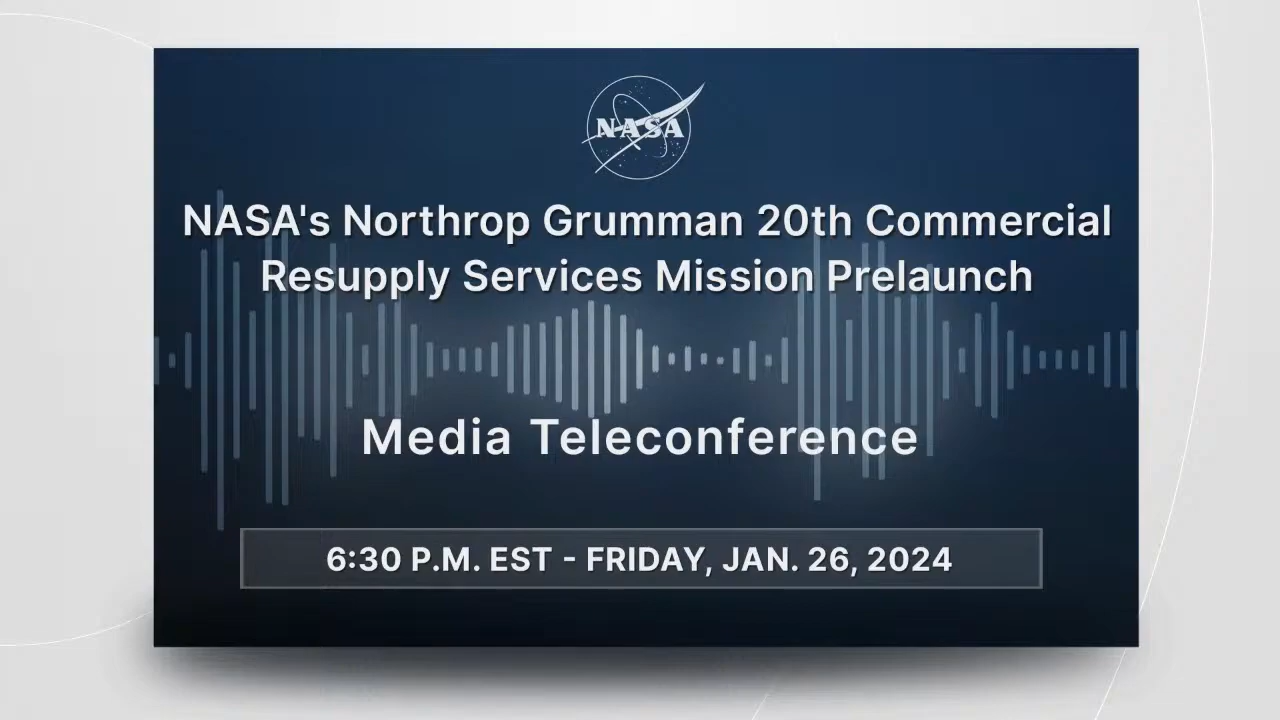 NASA
NASA's Northrop Grumman 20th Commercial
Resupply Services Mission Prelaunch
Media Teleconference
6:30 P.M. EST - FRIDAY, JAN. 26, 2024